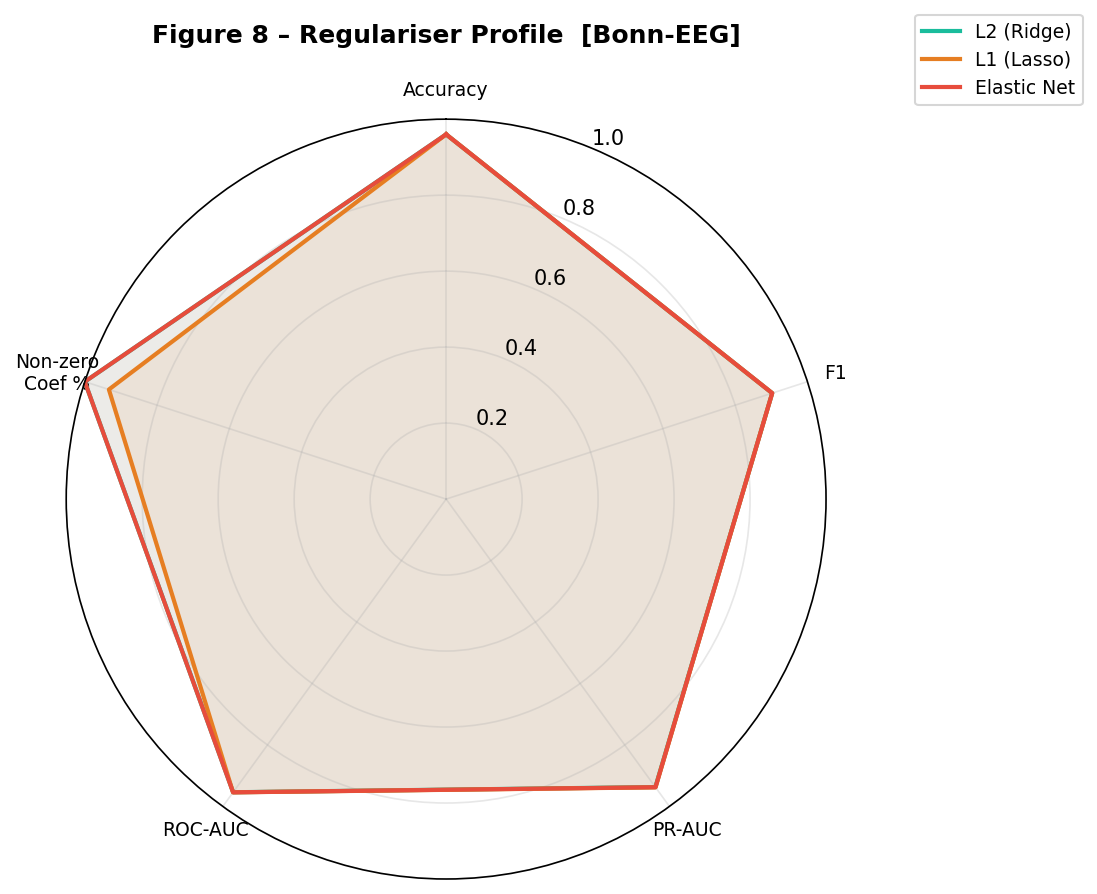 Figure 8 – Regulariser Profile  [Bonn-EEG]
L2 (Ridge)
L1 (Lasso)
Elastic Net
Accuracy
1.0
0.8
0.6
0.4
0.2
Non-zero
Coef %
F1
ROC-AUC
PR-AUC